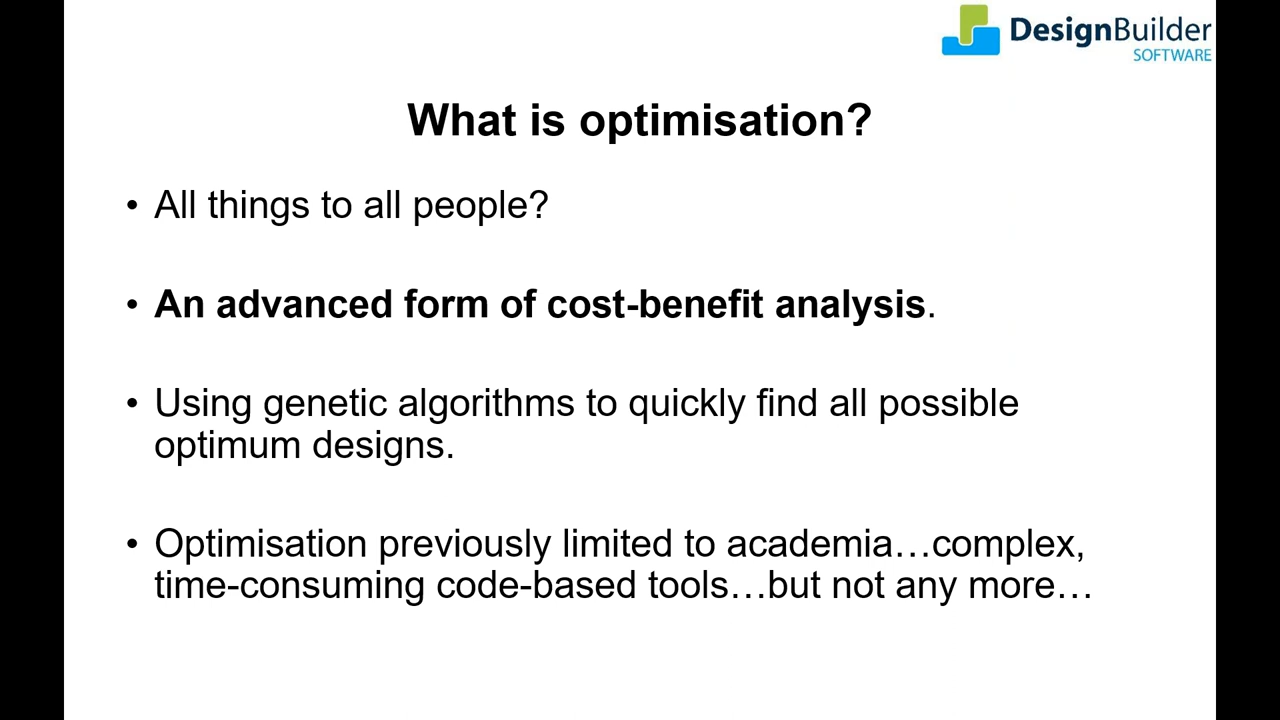 DesignBuilder
SOFTWARE
What is optimisation?
• All things to all people?
• An advanced form of cost-benefit analysis.
• Using genetic algorithms to quickly find all possible
optimum designs.
• Optimisation previously limited to academia…complex,
time-consuming code-based tools…but not any more…